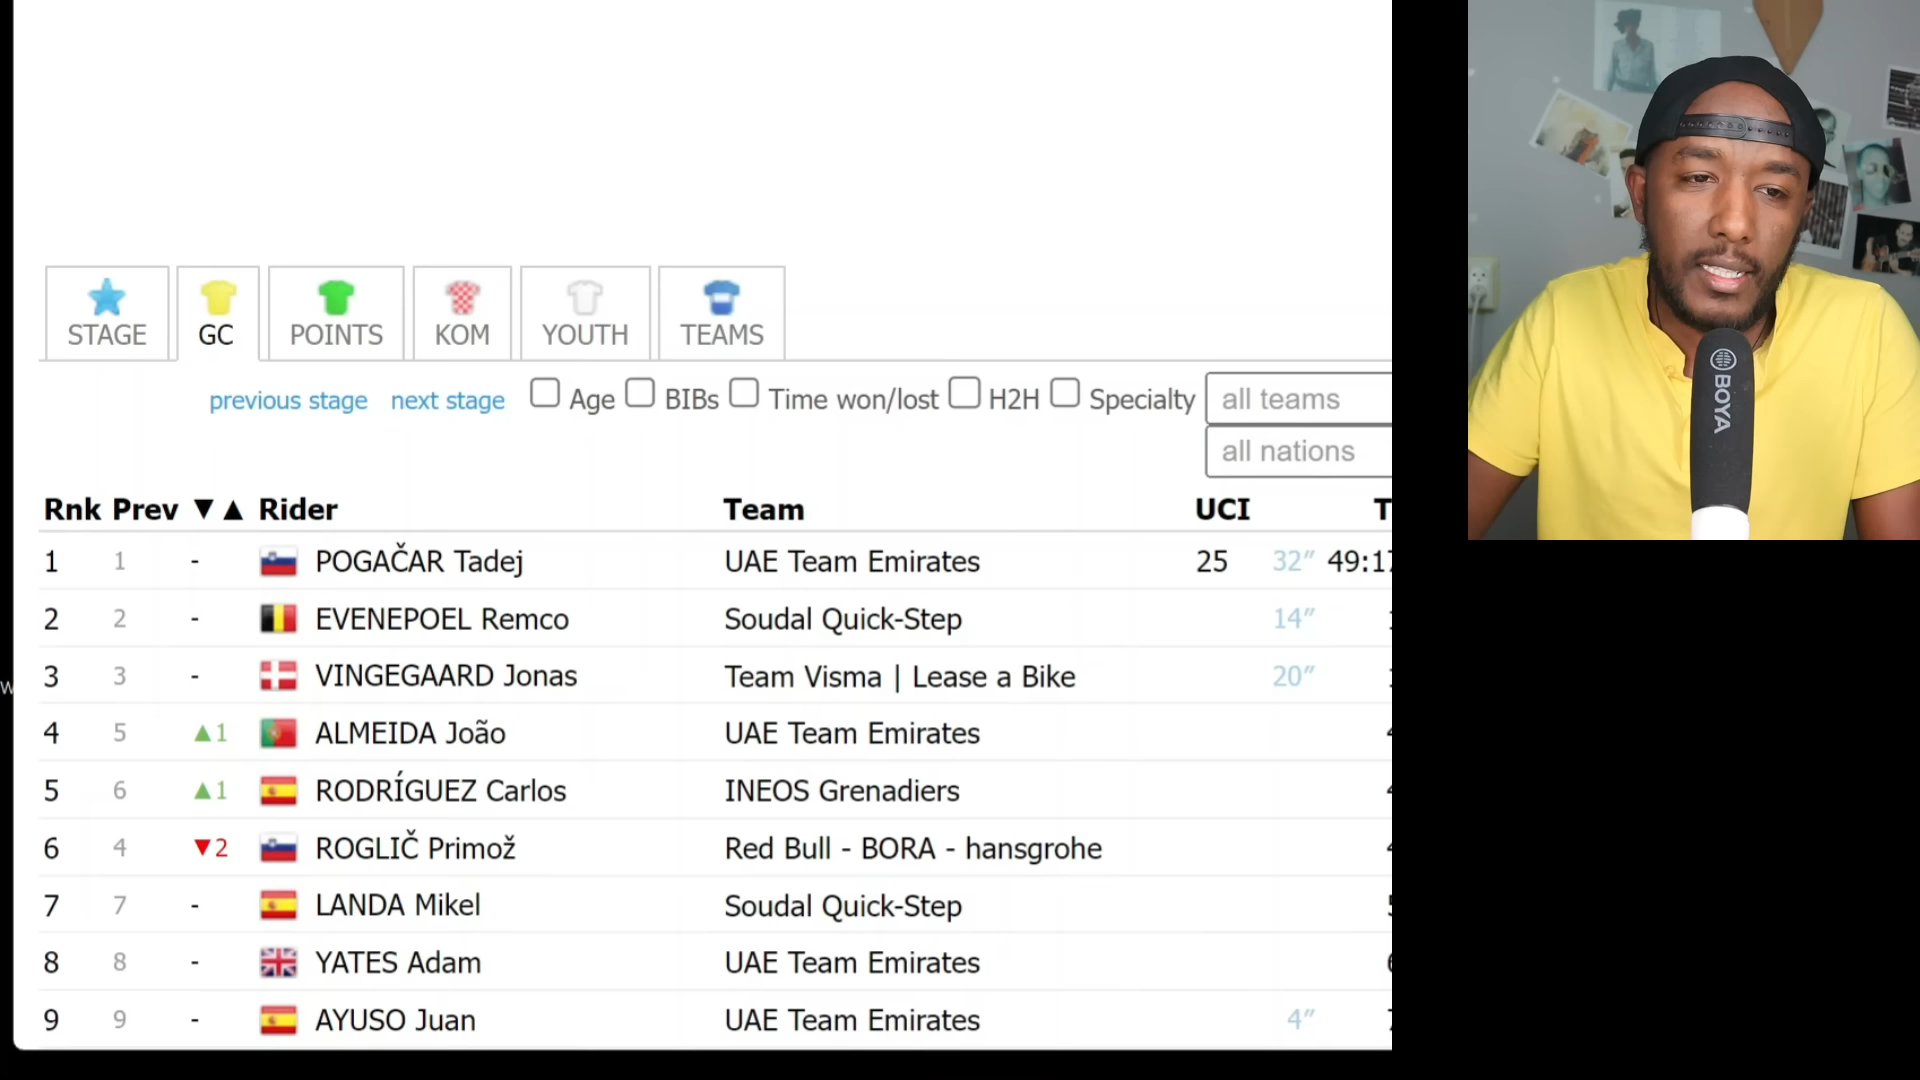 STAGE GC POINTS KOM YOUTH TEAMS
previous stage next stage Age BIBs Time won/lost H2H Specialty all teams
all nations
Rnk Prev ▼▲ Rider Team UCI
1 1 - POGAČAR Tadej UAE Team Emirates 25 32″ 49:17
2 2 - EVENEPOEL Remco Soudal Quick-Step 14″
3 3 - VINGEGAARD Jonas Team Visma | Lease a Bike 20″
4 5 ▲1 ALMEIDA João UAE Team Emirates
5 6 ▲1 RODRÍGUEZ Carlos INEOS Grenadiers
6 4 ▼2 ROGLIČ Primož Red Bull - BORA - hansgrohe
7 7 - LANDA Mikel Soudal Quick-Step
8 8 - YATES Adam UAE Team Emirates
9 9 - AYUSO Juan UAE Team Emirates 4″
BOYA